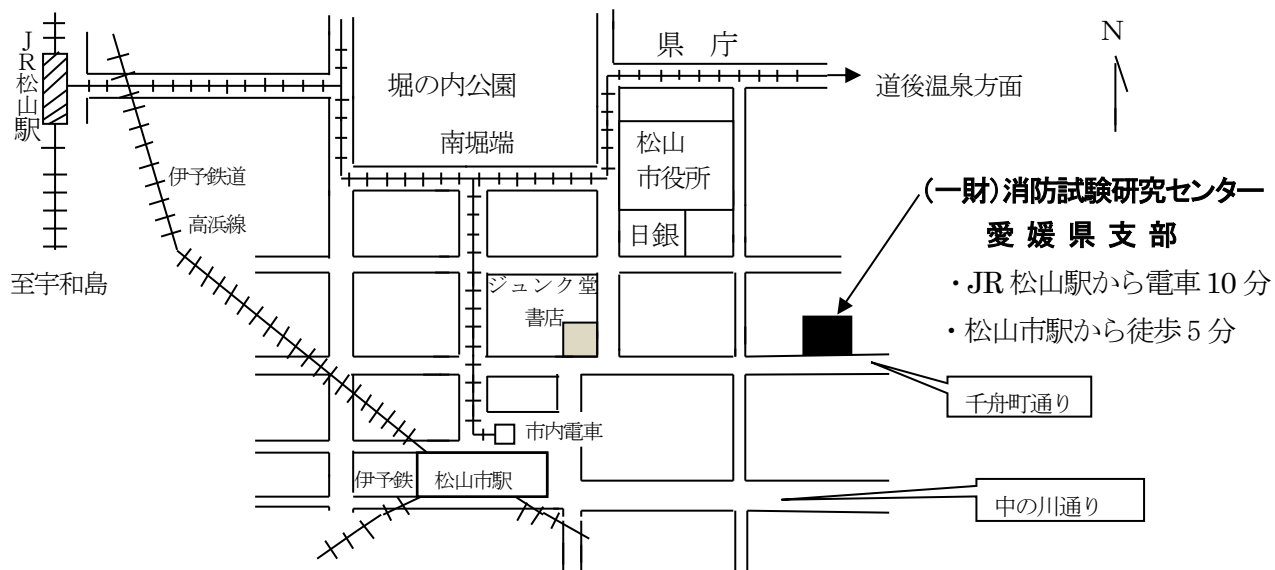 JR松山駅
至宇和島
伊予鉄道
高浜線
堀の内公園
南堀端
県 庁
道後温泉方面
N
松山
市役所
日銀
ジュンク堂
書店
(一財)消防試験研究センター
愛 媛 県 支 部
・JR 松山駅から電車 10 分
・松山市駅から徒歩 5 分
千舟町通り
市内電車
伊予鉄
松山市駅
中の川通り